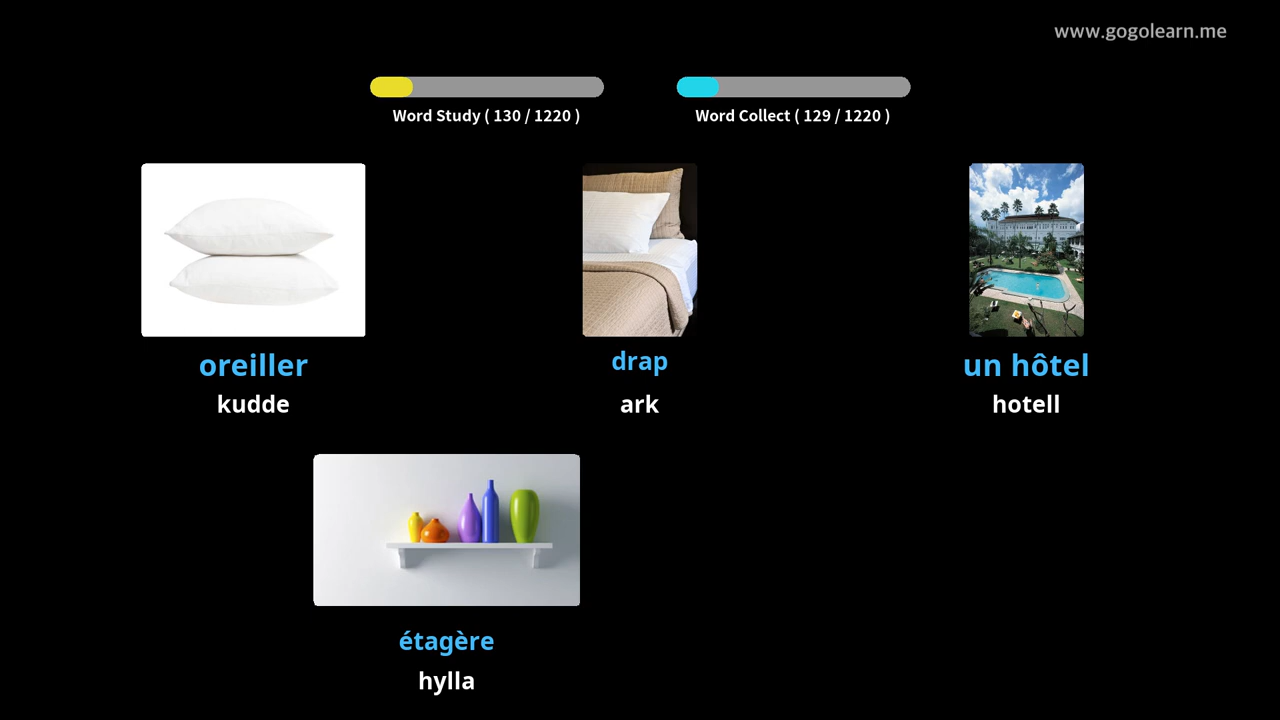 www.gogolearn.me
Word Study ( 130 / 1220 )
Word Collect ( 129 / 1220 )
oreiller
kudde
drap
ark
un hôtel
hotell
étagère
hylla